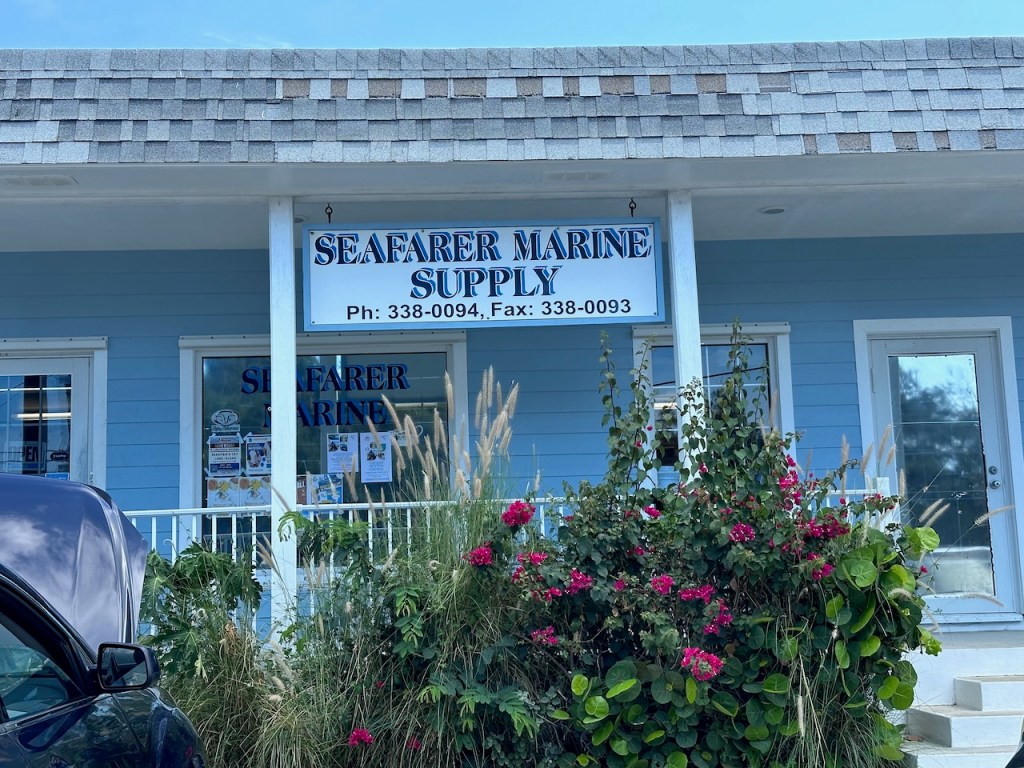 SEAFARER MARINE
SUPPLY
Ph: 338-0094, Fax: 338-0093
SEAFARER
MARINE